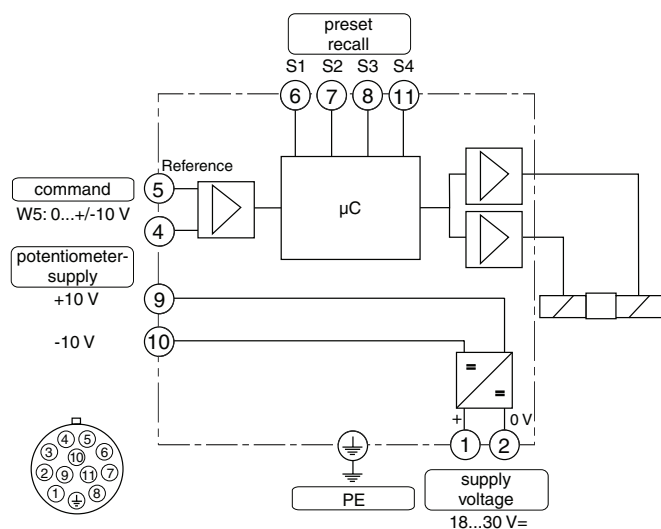 preset
recall
S1 S2 S3 S4
6 7 8 11
Reference
command
W5: 0...+/-10 V
5
4
µC
potentiometer-
supply
+10 V
9
-10 V
10
=
=
+ 0 V
1 2
PE
supply
voltage
18...30 V=
4 5
3 10 6
2 9 11 7
1 8